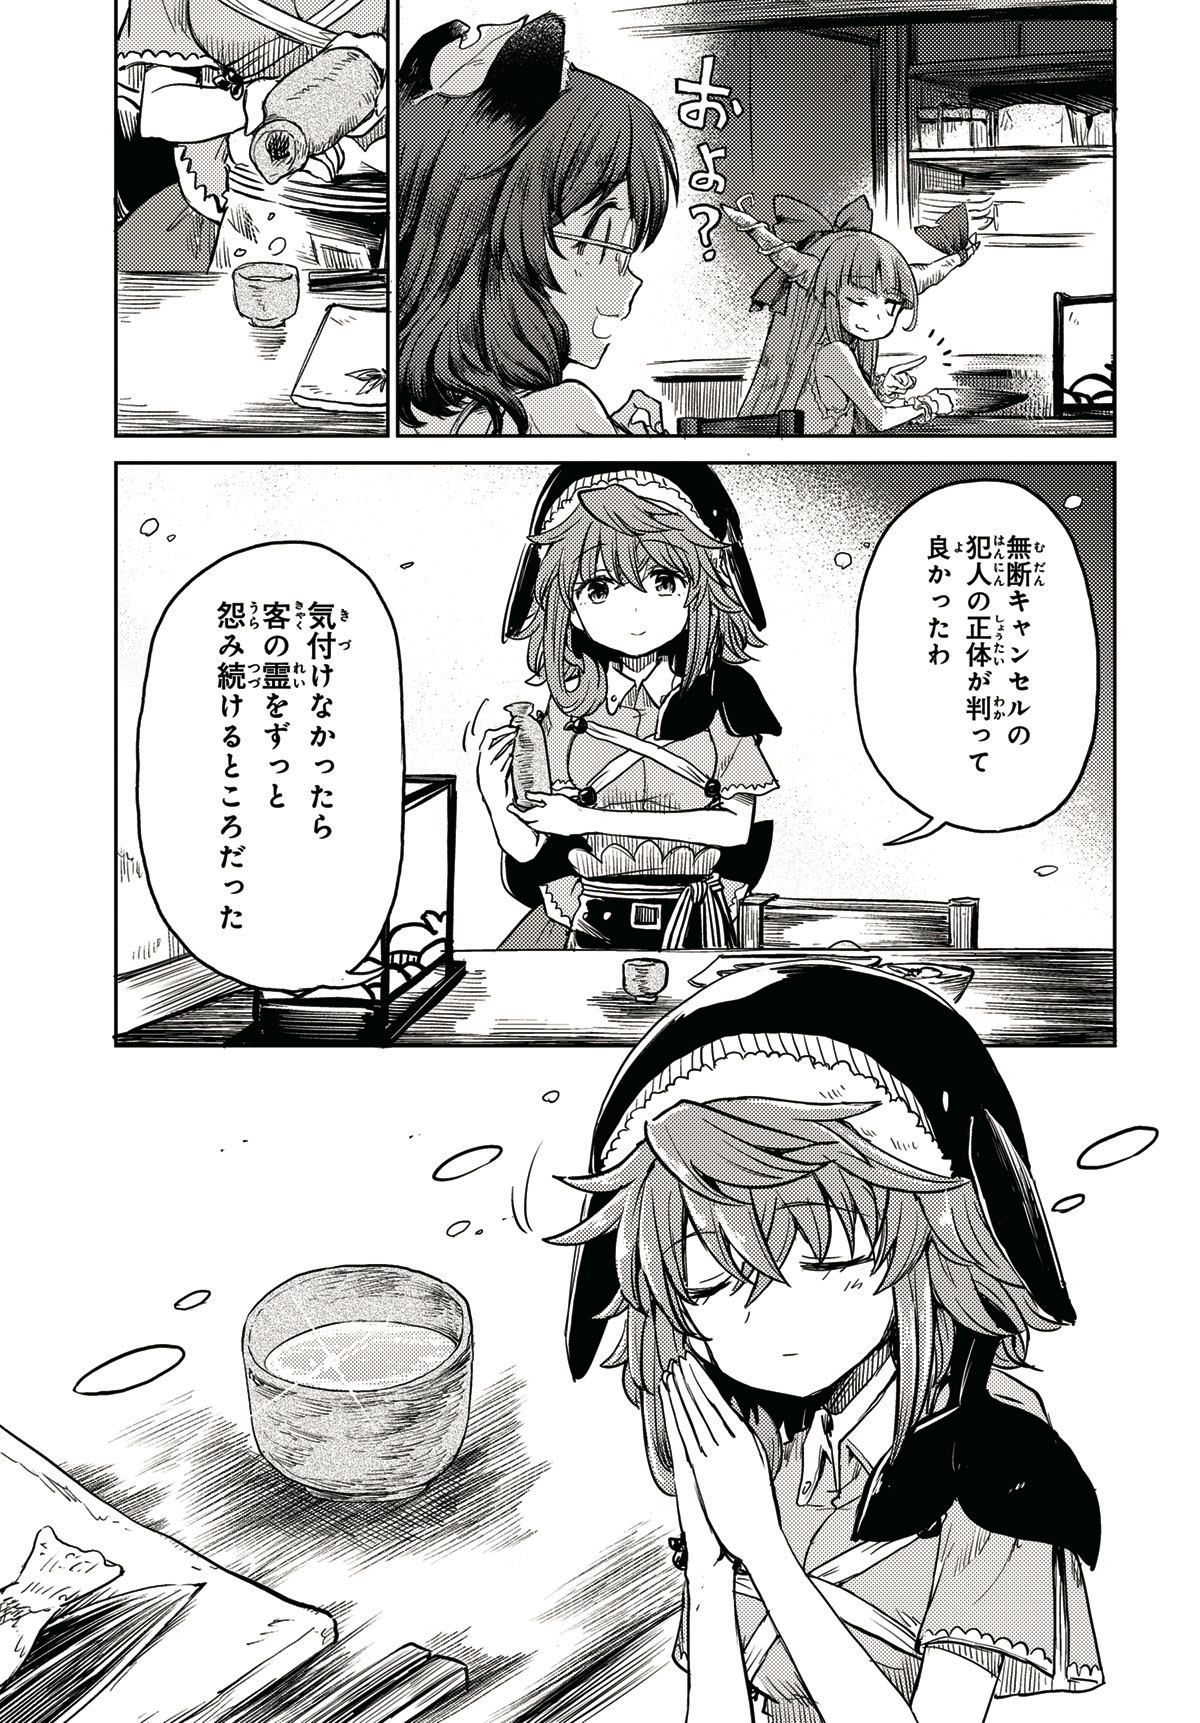 およ?
無断キャンセルの
犯人の正体が判って
良かったわ
気付けなかったら
客の霊をずっと
怨み続けるところだった